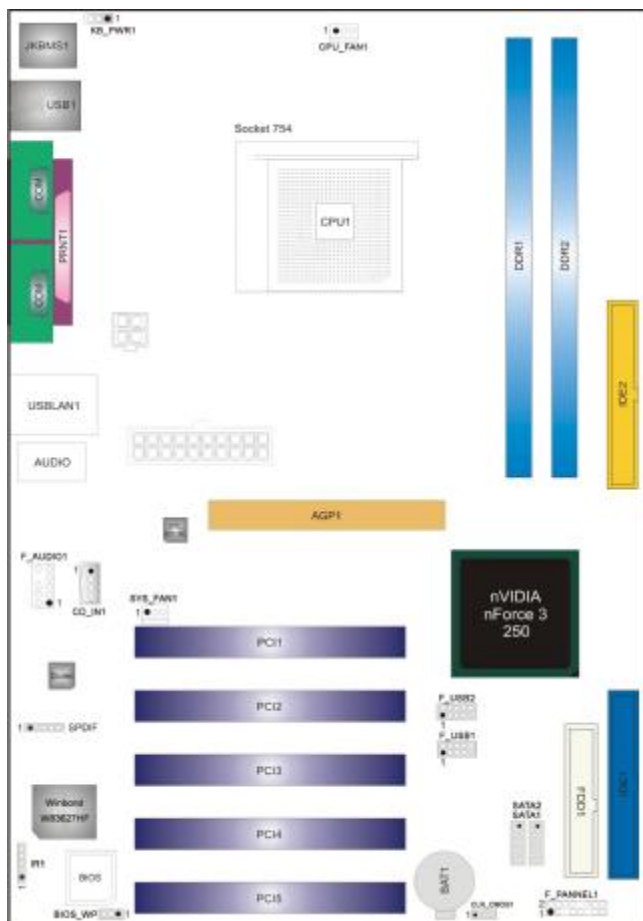 1
KB_PWR1
JKBMS1
1
CPU_FAN1
USB1
Socket 754
COM
PRNT1
CPU1
DDR1
DDR2
COM
IDE2
USBLAN1
AUDIO
AGP1
F_AUDIO1
1
1
CD_IN1
nVIDIA
nForce 3
250
SYS_FAN1
1
PCI1
PCI2
F_USB2
1
1
SPDIF
F_USB1
1
PCI3
Winbond
W83627HF
SATA2
SATA1
FDD1
IDE1
PCI4
IR1
1
BIOS
BAT1
PCI5
BIOS_WP
1
1
F_PANNEL1
2
1